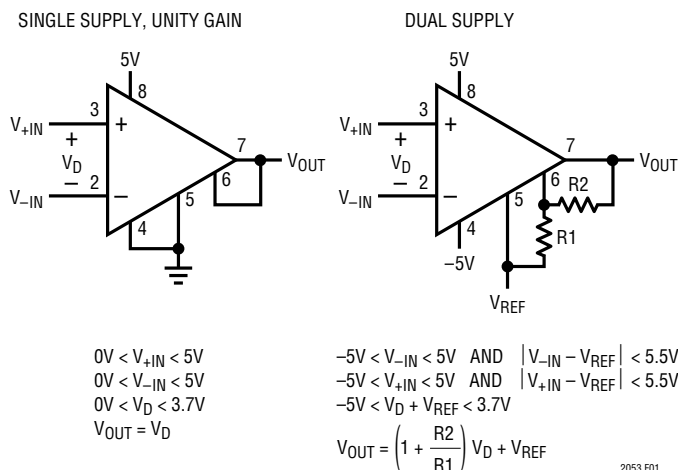 SINGLE SUPPLY, UNITY GAIN
5V
8
V+IN
3
+
+
VD
–
V–IN
2
–
4
5
6
7
VOUT
0V < V+IN < 5V
0V < V–IN < 5V
0V < VD < 3.7V
VOUT = VD
DUAL SUPPLY
5V
8
V+IN
3
+
+
VD
–
V–IN
2
–
4
–5V
5
6
7
VOUT
R2
R1
VREF
–5V < V–IN < 5V AND |V–IN – VREF| < 5.5V
–5V < V+IN < 5V AND |V+IN – VREF| < 5.5V
–5V < VD + VREF < 3.7V
VOUT = (1 + R2/R1) VD + VREF
2053 F01